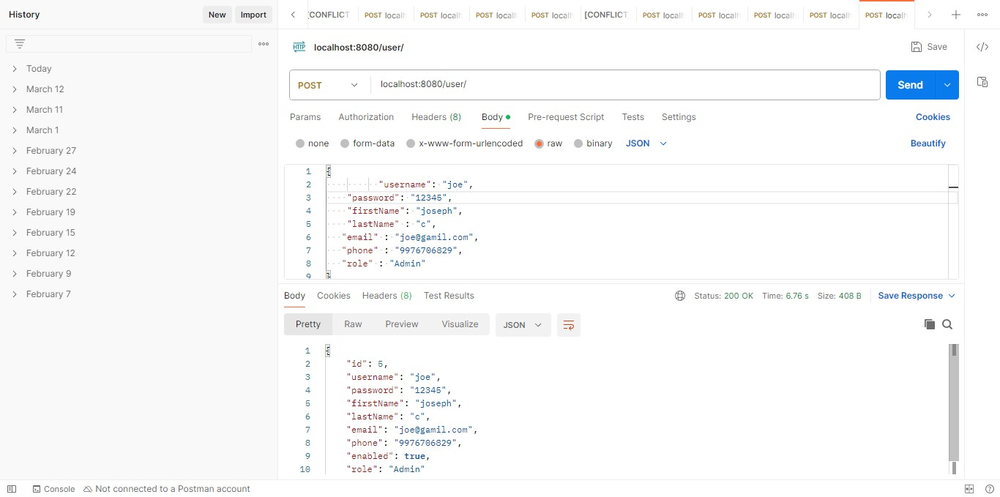 History
New
Import
[CONFLICT
POST localh
POST localh
POST localh
POST localh
[CONFLICT
POST localh
POST localh
POST localh
POST localh
POST localh
Today
March 12
March 11
March 1
February 27
February 24
February 22
February 19
February 15
February 12
February 9
February 7
HTTP localhost:8080/user/
Save
POST localhost:8080/user/
Send
Params Authorization Headers (8) Body Pre-request Script Tests Settings Cookies
none form-data x-www-form-urlencoded raw binary JSON Beautify
1 {
2 "username": "joe",
3 "password": "12345",
4 "firstName": "joseph",
5 "lastName" : "c",
6 "email" : "joe@gamil.com",
7 "phone" : "9976706829",
8 "role" : "Admin"
9 }
Body Cookies Headers (8) Test Results Status: 200 OK Time: 6.76 s Size: 408 B Save Response
Pretty Raw Preview Visualize JSON
1 {
2 "id": 5,
3 "username": "joe",
4 "password": "12345",
5 "firstName": "joseph",
6 "lastName": "c",
7 "email": "joe@gamil.com",
8 "phone": "9976706829",
9 "enabled": true,
10 "role": "Admin"
Console Not connected to a Postman account